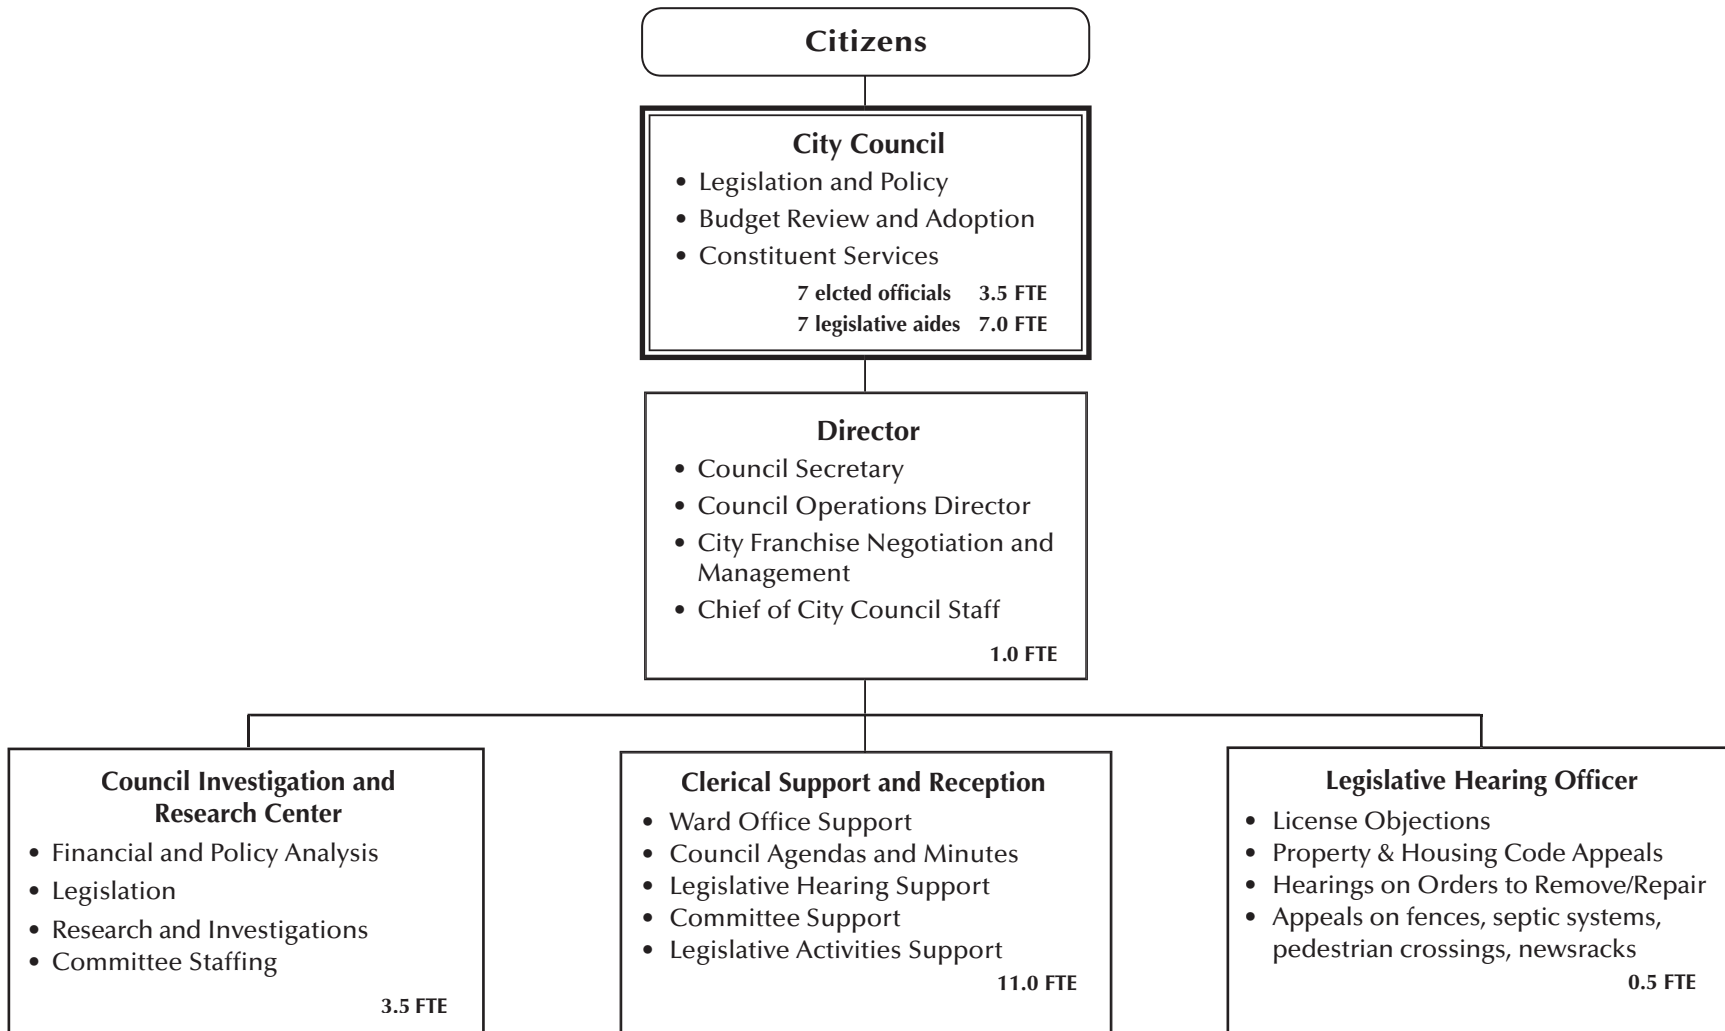 Citizens
City Council
• Legislation and Policy
• Budget Review and Adoption
• Constituent Services
7 elcted officials 3.5 FTE
7 legislative aides 7.0 FTE
Director
• Council Secretary
• Council Operations Director
• City Franchise Negotiation and
Management
• Chief of City Council Staff
1.0 FTE
Council Investigation and
Research Center
• Financial and Policy Analysis
• Legislation
• Research and Investigations
• Committee Staffing
3.5 FTE
Clerical Support and Reception
• Ward Office Support
• Council Agendas and Minutes
• Legislative Hearing Support
• Committee Support
• Legislative Activities Support
11.0 FTE
Legislative Hearing Officer
• License Objections
• Property & Housing Code Appeals
• Hearings on Orders to Remove/Repair
• Appeals on fences, septic systems,
pedestrian crossings, newsracks
0.5 FTE